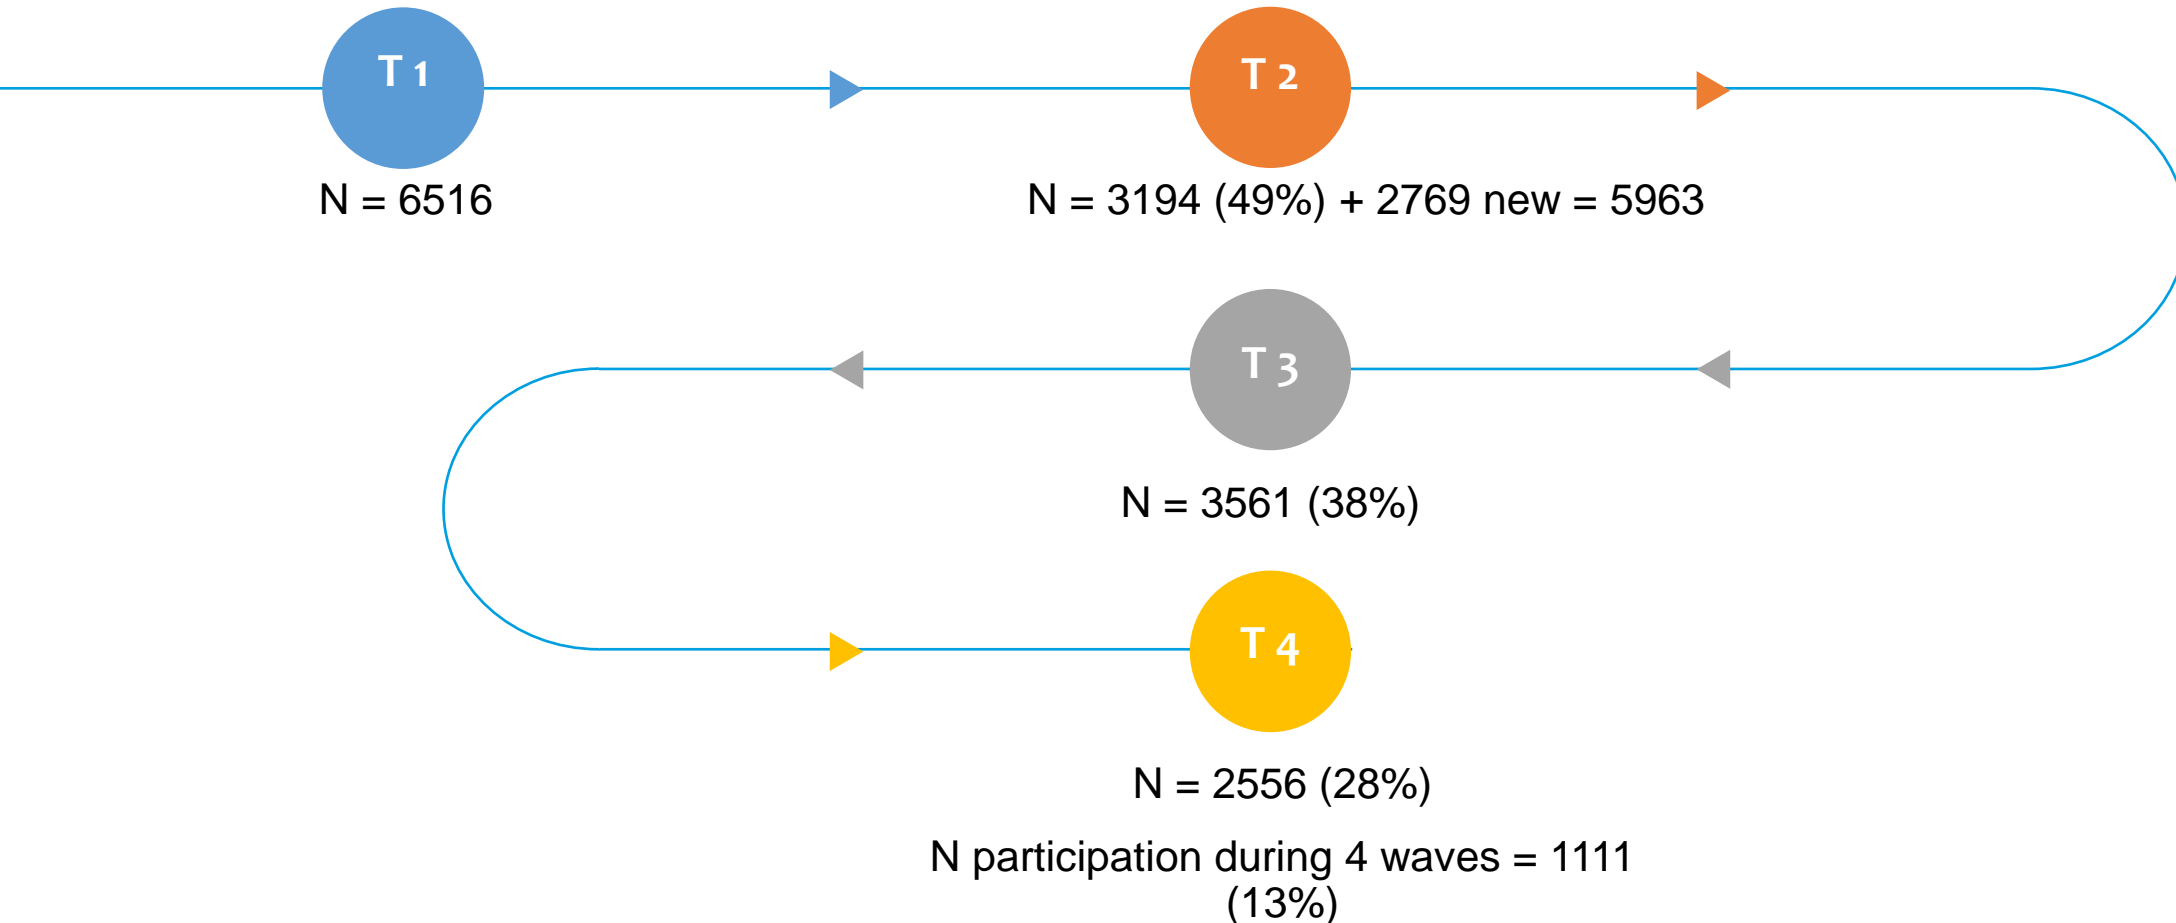 T 1
T 2
N = 6516
N = 3194 (49%) + 2769 new = 5963
T 3
N = 3561 (38%)
T 4
N = 2556 (28%)
N participation during 4 waves = 1111
(13%)